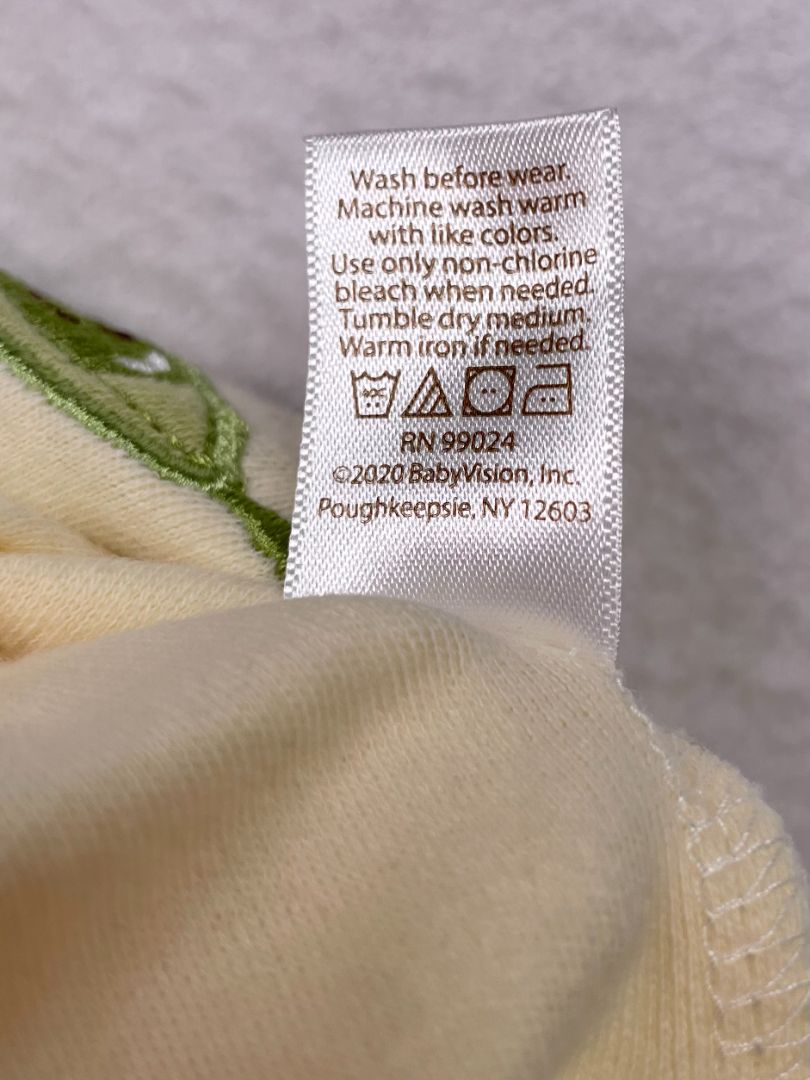 Wash before wear.
Machine wash warm
with like colors.
Use only non-chlorine
bleach when needed.
Tumble dry medium.
Warm iron if needed.
RN 99024
©2020 BabyVision, Inc.
Poughkeepsie, NY 12603